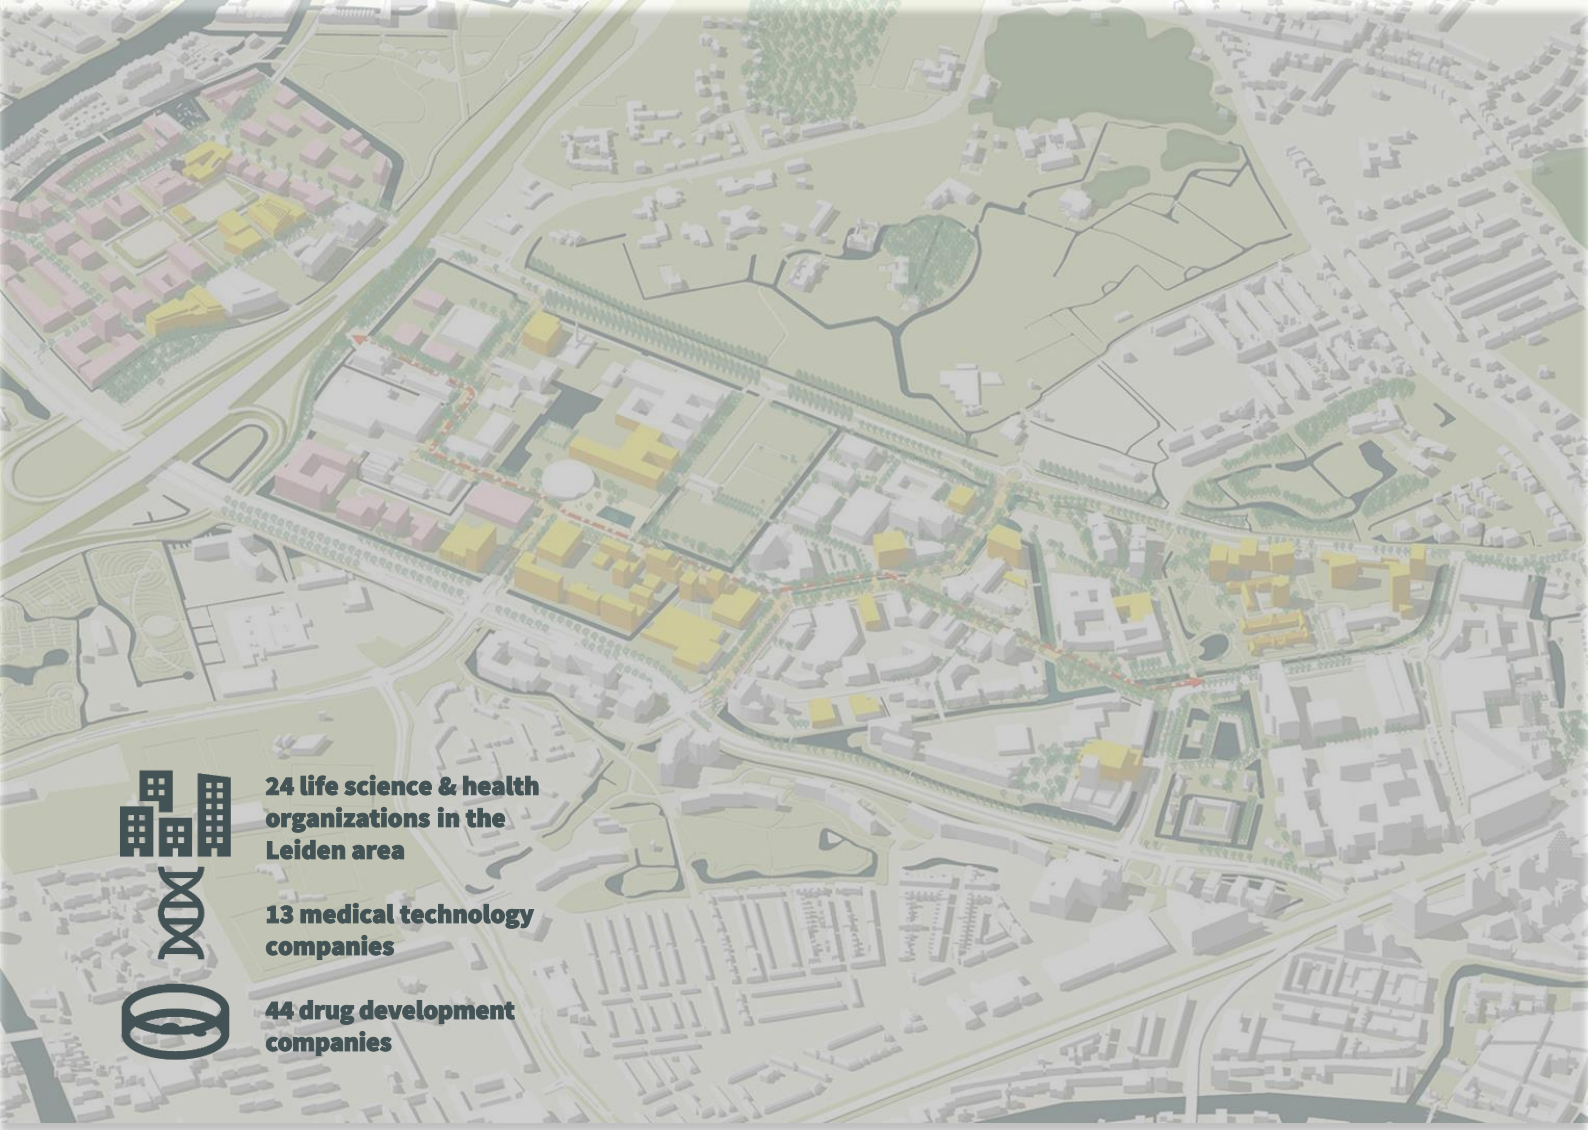 24 life science & health
organizations in the
Leiden area
13 medical technology
companies
44 drug development
companies